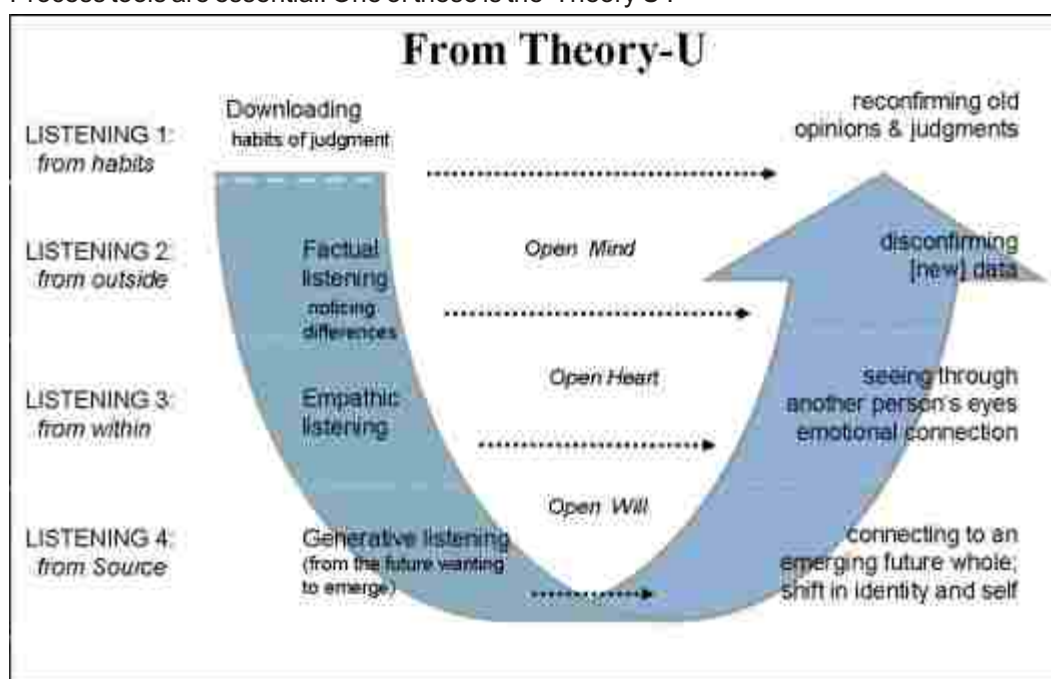 From Theory-U
LISTENING 1:
from habits
Downloading
habits of judgment
reconfirming old
opinions & judgments
LISTENING 2:
from outside
Factual
listening
noticing
differences
Open Mind
disconfirming
[new] data
Open Heart
LISTENING 3:
from within
Empathic
listening
seeing through
another person's eyes
emotional connection
Open Will
LISTENING 4:
from Source
Generative listening
(from the future wanting
to emerge)
connecting to an
emerging future whole;
shift in identity and self